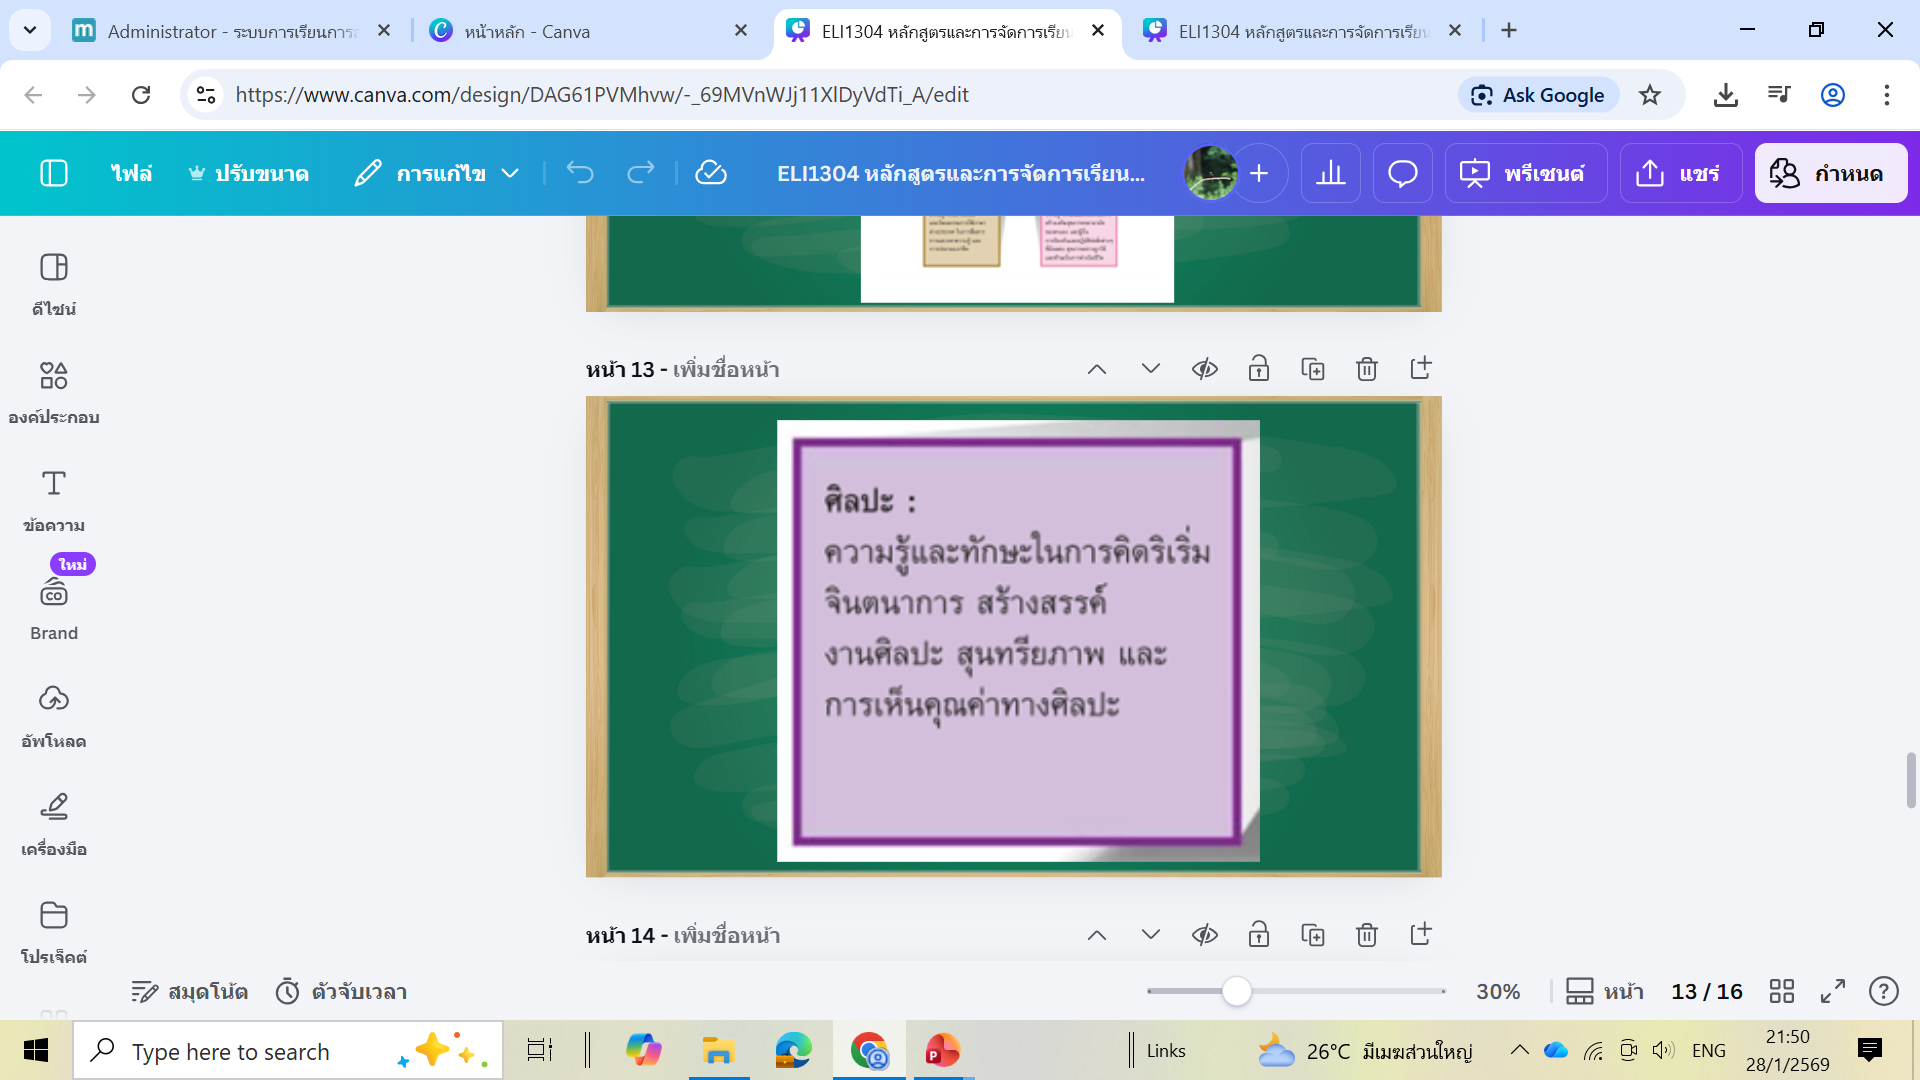 Administrator - ระบบการเรียนการส
หน้าหลัก - Canva
ELI1304 หลักสูตรและการจัดการเรียน
ELI1304 หลักสูตรและการจัดการเรียน
https://www.canva.com/design/DAG61PVMhvw/-_69MVnWJj11XlDyVdTi_A/edit
Ask Google
ไฟล์
ปรับขนาด
การแก้ไข
ELI1304 หลักสูตรและการจัดการเรียน...
พรีเซนต์
แชร์
กำหนด
ดีไซน์
องค์ประกอบ
ข้อความ
ใหม่
Brand
อัพโหลด
เครื่องมือ
โปรเจ็คต์
หน้า 13 - เพิ่มชื่อหน้า
ศิลปะ :
ความรู้และทักษะในการคิดริเริ่ม
จินตนาการ สร้างสรรค์
งานศิลปะ สุนทรียภาพ และ
การเห็นคุณค่าทางศิลปะ
หน้า 14 - เพิ่มชื่อหน้า
สมุดโน้ต
ตัวจับเวลา
30%
หน้า
13 / 16
Type here to search
Links
26°C มีเมฆส่วนใหญ่
ENG
21:50
28/1/2569